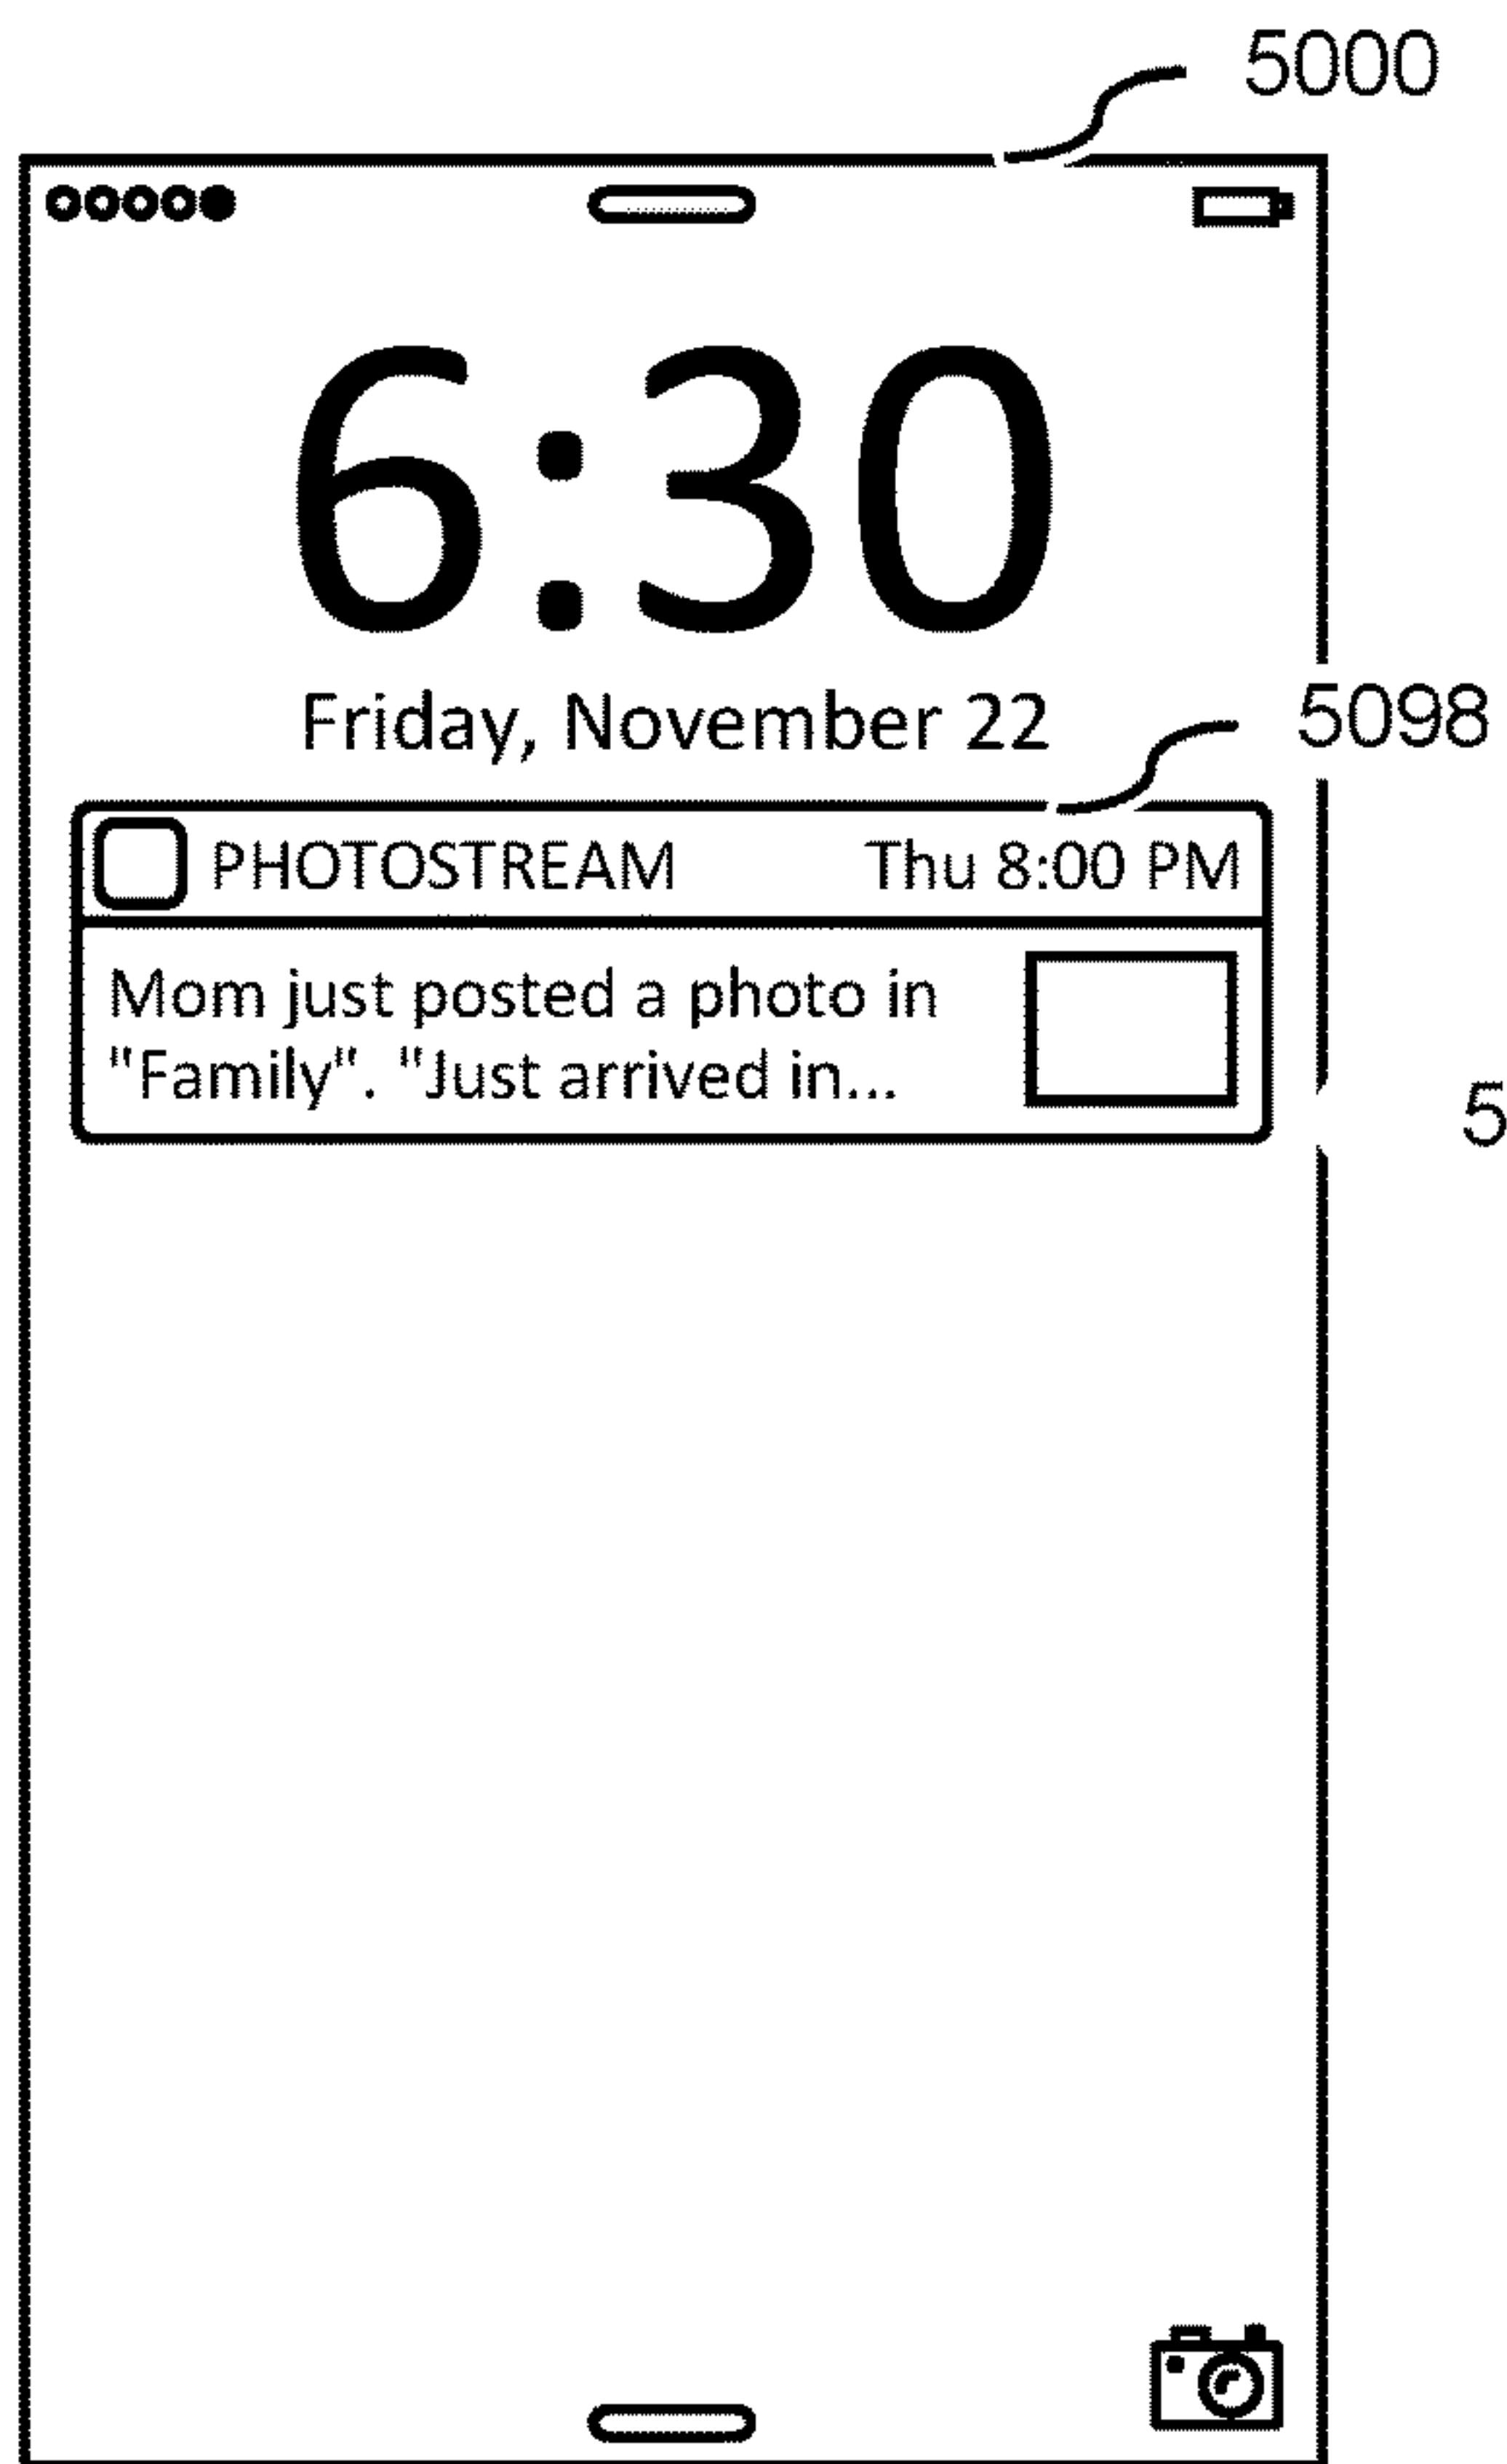 5000
6:30
Friday, November 22
5098
PHOTOSTREAM Thu 8:00 PM
Mom just posted a photo in
"Family". "Just arrived in...
5